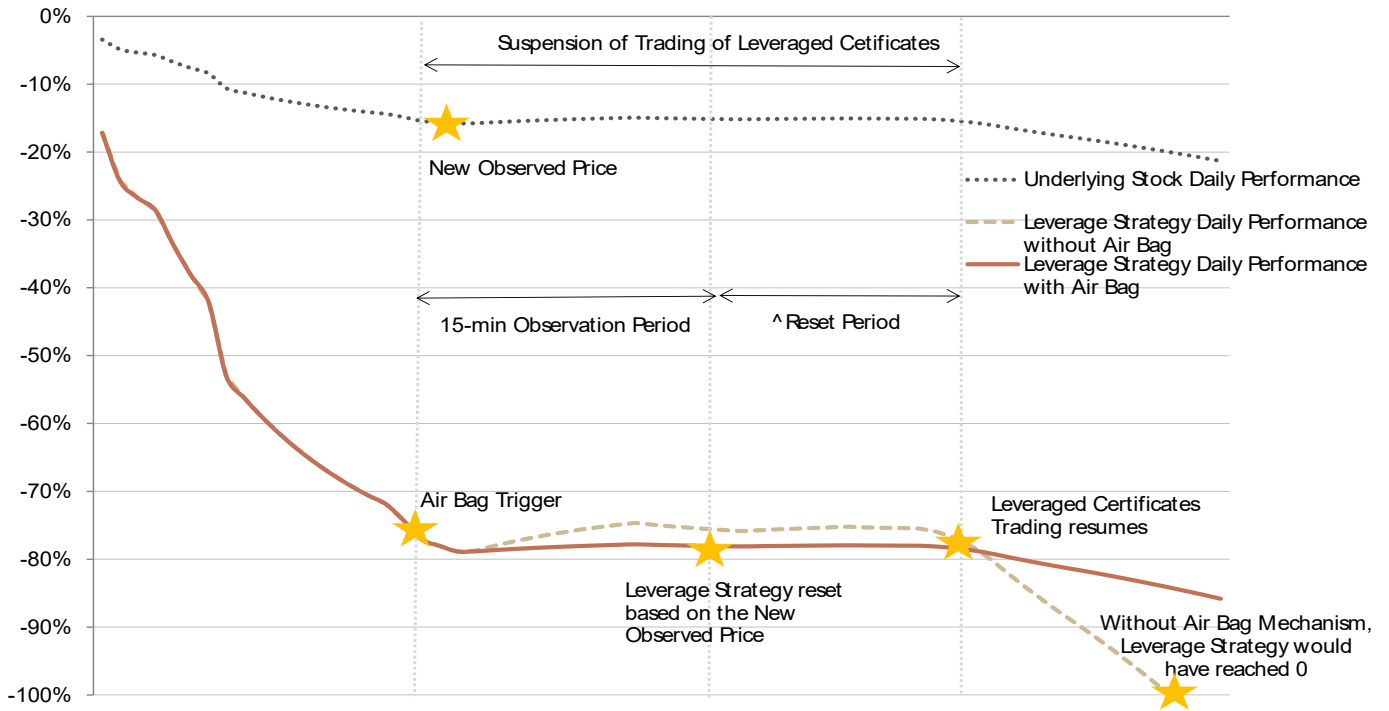 0%
Suspension of Trading of Leveraged Cetificates
-10%
-20%
New Observed Price
Underlying Stock Daily Performance
-30%
Leverage Strategy Daily Performance
without Air Bag
Leverage Strategy Daily Performance
with Air Bag
-40%
15-min Observation Period
^Reset Period
-50%
-60%
-70%
Air Bag Trigger
Leveraged Certificates
Trading resumes
-80%
Leverage Strategy reset
based on the New
Observed Price
-90%
Without Air Bag Mechanism,
Leverage Strategy would
have reached 0
-100%